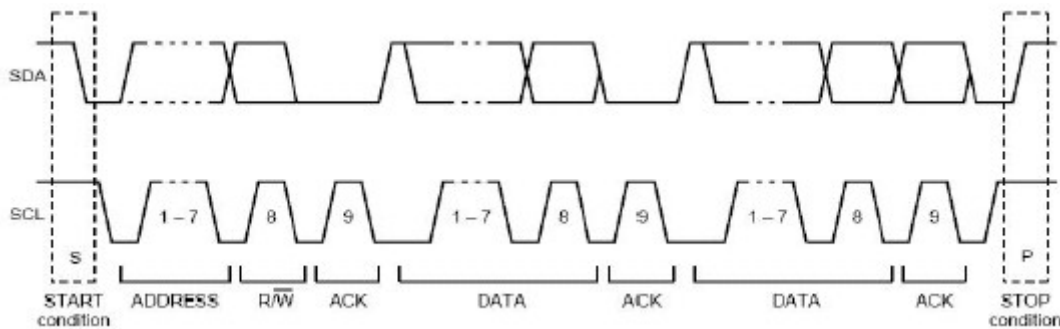 SDA
SCL
1 – 7 8 9 1 – 7 8 9 1 – 7 8 9
S P
START condition ADDRESS R/W̅ ACK DATA ACK DATA ACK STOP condition